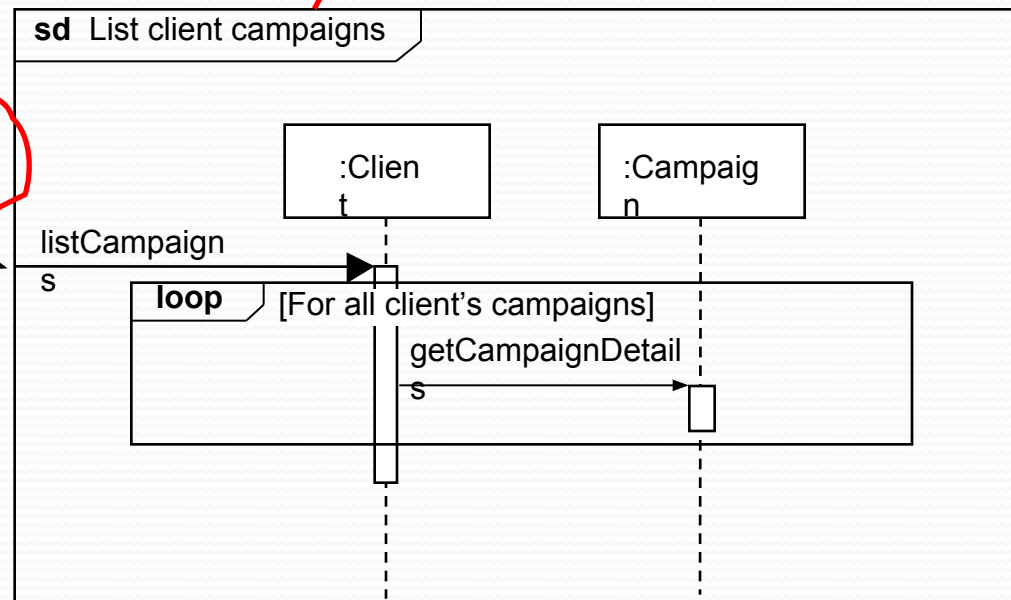 sd List client campaigns
:Clien
t
:Campaig
n
listCampaign
s
loop [For all client’s campaigns]
getCampaignDetail
s